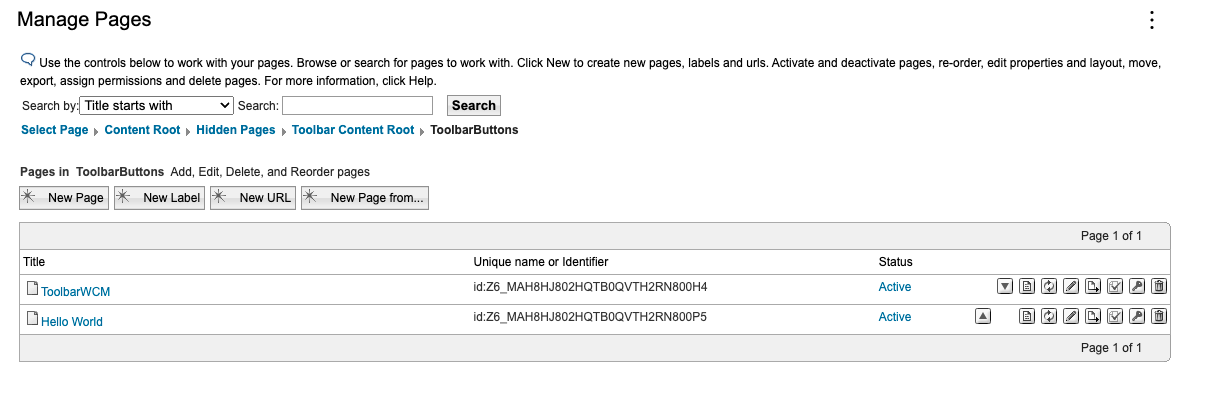 Manage Pages
Use the controls below to work with your pages. Browse or search for pages to work with. Click New to create new pages, labels and urls. Activate and deactivate pages, re-order, edit properties and layout, move,
export, assign permissions and delete pages. For more information, click Help.
Search by: Title starts with Search: Search
Select Page Content Root Hidden Pages Toolbar Content Root ToolbarButtons
Pages in ToolbarButtons Add, Edit, Delete, and Reorder pages
New Page New Label New URL New Page from...
Page 1 of 1
Title Unique name or Identifier Status
ToolbarWCM id:Z6_MAH8HJ802HQTB0QVTH2RN800H4 Active
Hello World id:Z6_MAH8HJ802HQTB0QVTH2RN800P5 Active
Page 1 of 1